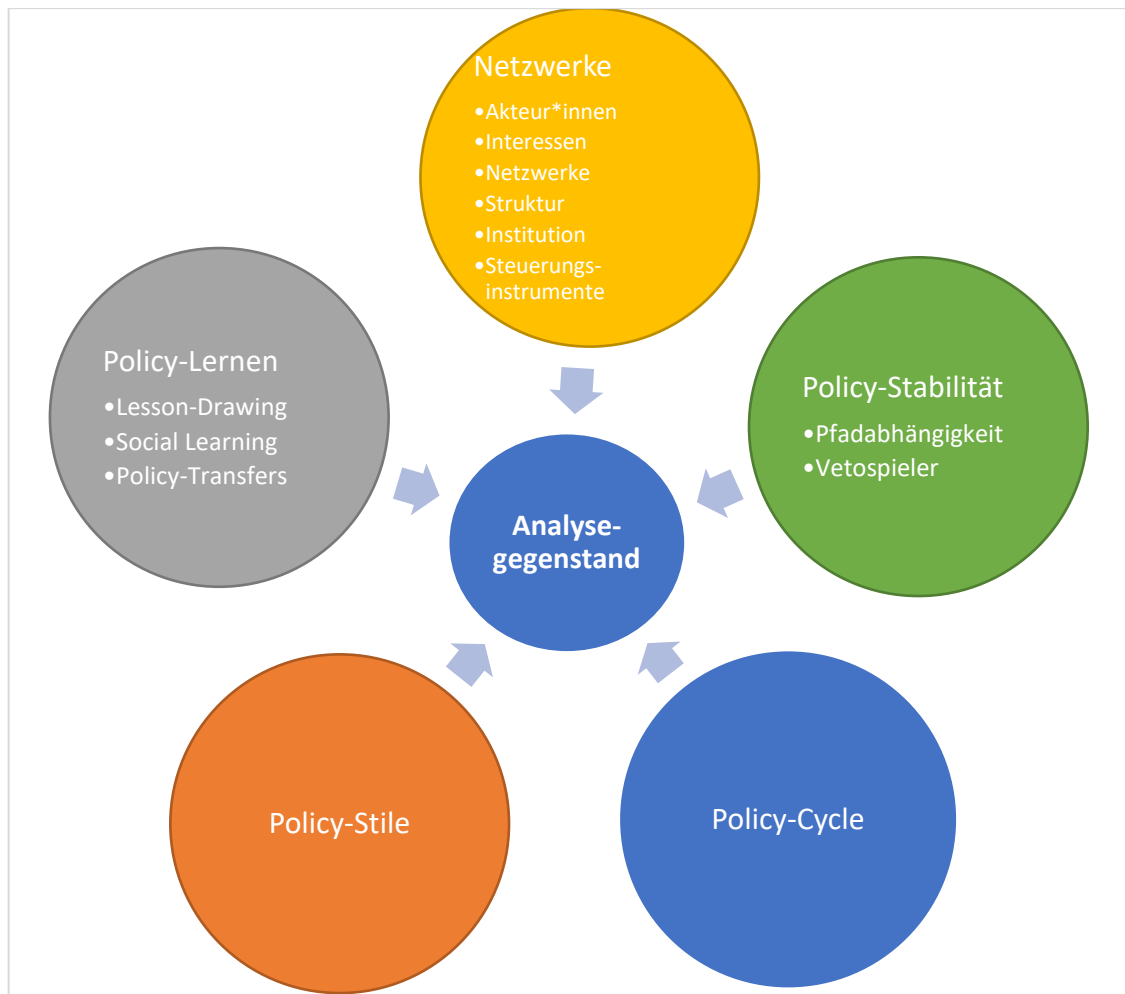 Netzwerke
•Akteur*innen
•Interessen
•Netzwerke
•Struktur
•Institution
•Steuerungs-
instrumente
Policy-Lernen
•Lesson-Drawing
•Social Learning
•Policy-Transfers
Policy-Stabilität
•Pfadabhängigkeit
•Vetospieler
Analyse-
gegenstand
Policy-Stile
Policy-Cycle